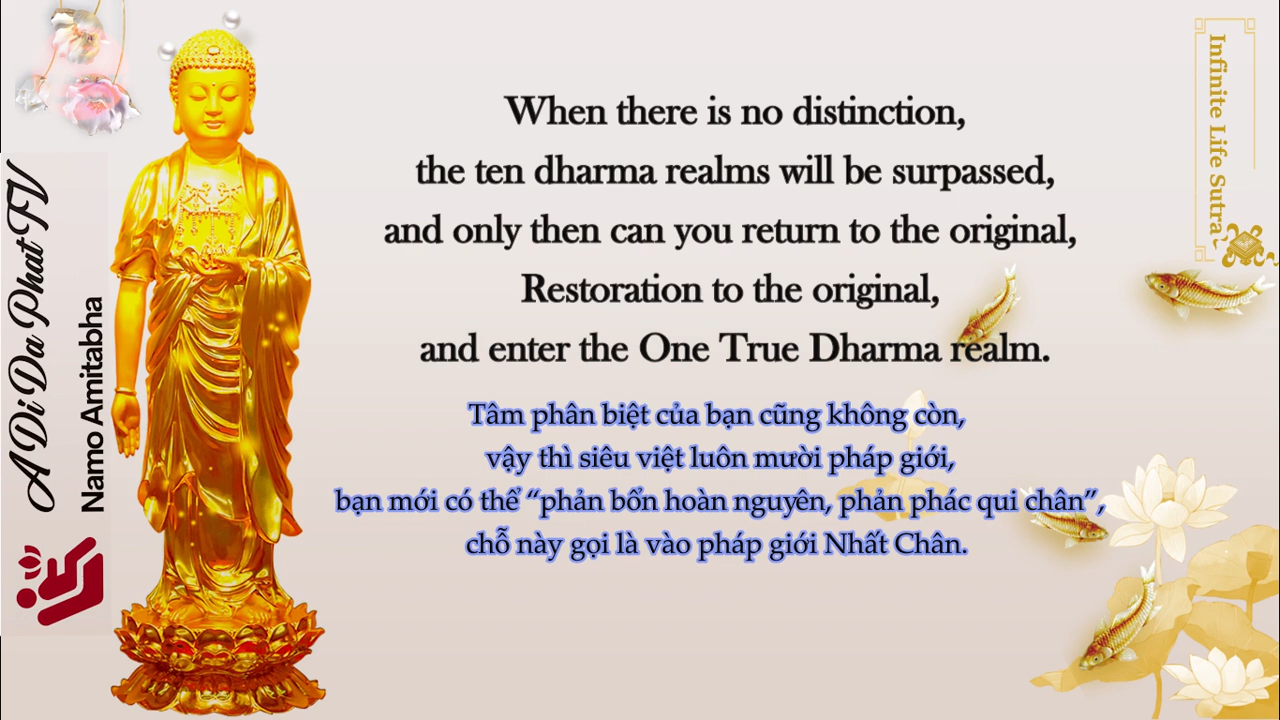 A Di Da Phat TV
Namo Amitabha
When there is no distinction,
the ten dharma realms will be surpassed,
and only then can you return to the original,
Restoration to the original,
and enter the One True Dharma realm.
Tâm phân biệt của bạn cũng không còn,
vậy thì siêu việt luôn mười pháp giới,
bạn mới có thể “phản bổn hoàn nguyên, phản phác qui chân”,
chỗ này gọi là vào pháp giới Nhất Chân.
Infinite Life Sutra